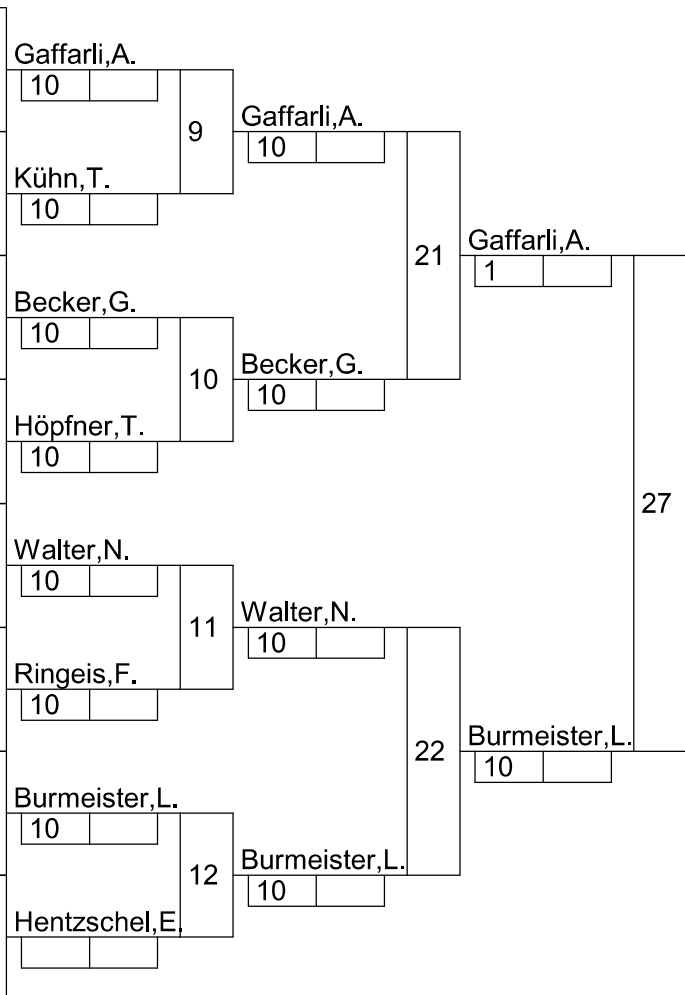 Gaffarli,A.
10
9
Gaffarli,A.
10
Kühn,T.
10
21
Gaffarli,A.
1
Becker,G.
10
10
Becker,G.
10
Höpfner,T.
10
27
Walter,N.
10
11
Walter,N.
10
Ringeis,F.
10
22
Burmeister,L.
10
Burmeister,L.
10
12
Burmeister,L.
10
Hentzschel,E.